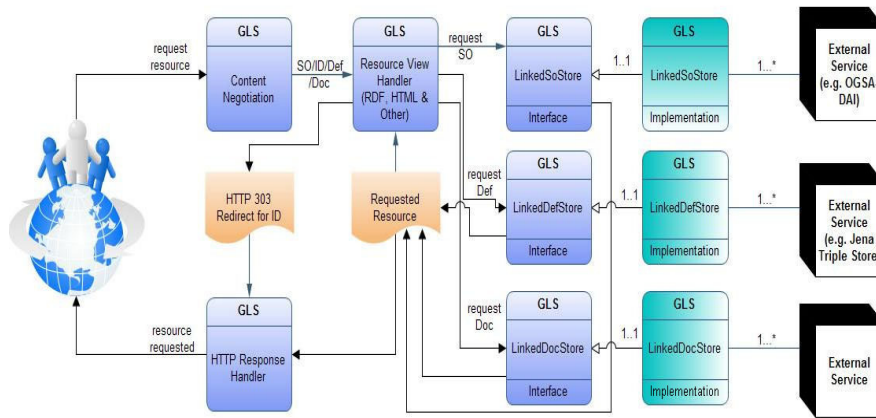 request
resource
GLS
Content
Negotiation
SO/ID/Def
/Doc
GLS
Resource View
Handler
(RDF, HTML &
Other)
request
SO
GLS
LinkedSoStore
Interface
1..1
GLS
LinkedSoStore
Implementation
1...*
External
Service
(e.g. OGSA
DAI)
HTTP 303
Redirect for ID
Requested
Resource
request
Def
GLS
LinkedDefStore
Interface
1..1
GLS
LinkedDefStore
Implementation
1...*
External
Service
(e.g. Jena
Triple Store
resource
requested
GLS
HTTP Response
Handler
request
Doc
GLS
LinkedDocStore
Interface
1..1
GLS
LinkedDocStore
Implementation
1...*
External
Service